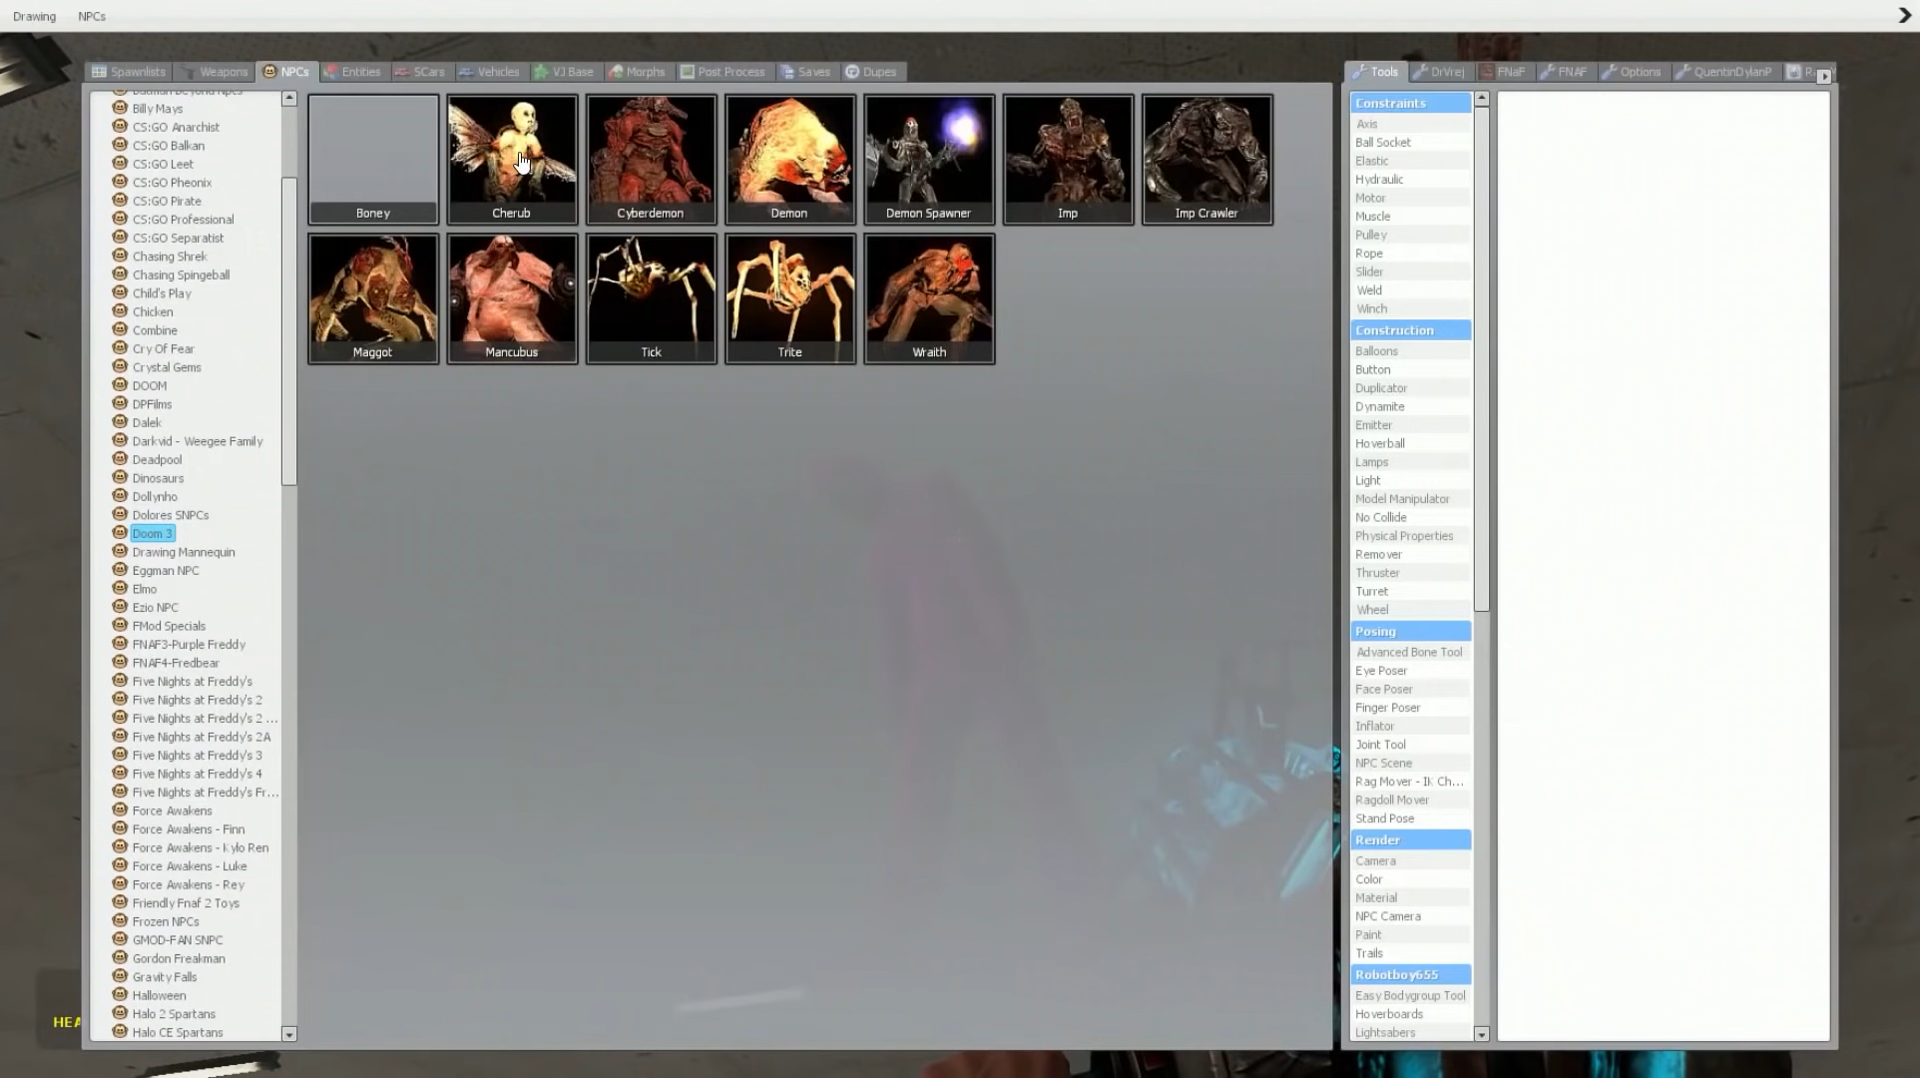 Drawing NPCs
Spawnlists Weapons NPCs Entities SCars Vehicles VJ Base Morphs Post Process Saves Dupes
Batman Beyond Npcs
Billy Mays
CS:GO Anarchist
CS:GO Balkan
CS:GO Leet
CS:GO Pheonix
CS:GO Pirate
CS:GO Professional
CS:GO Separatist
Chasing Shrek
Chasing Spingeball
Child's Play
Chicken
Combine
Cry Of Fear
Crystal Gems
DOOM
DPFilms
Dalek
Darkvid - Weegee Family
Deadpool
Dinosaurs
Dollynho
Dolores SNPCs
Doom 3
Drawing Mannequin
Eggman NPC
Elmo
Ezio NPC
FMod Specials
FNAF3-Purple Freddy
FNAF4-Fredbear
Five Nights at Freddy's
Five Nights at Freddy's 2
Five Nights at Freddy's 2 ...
Five Nights at Freddy's 2A
Five Nights at Freddy's 3
Five Nights at Freddy's 4
Five Nights at Freddy's Fr...
Force Awakens
Force Awakens - Finn
Force Awakens - Kylo Ren
Force Awakens - Luke
Force Awakens - Rey
Friendly Fnaf 2 Toys
Frozen NPCs
GMOD-FAN SNPC
Gordon Freakman
Gravity Falls
Halloween
Halo 2 Spartans
Halo CE Spartans
HEA
Boney Cherub Cyberdemon Demon Demon Spawner Imp Imp Crawler
Maggot Mancubus Tick Trite Wraith
Tools DrVrej FNaF FNAF Options QuentinDylanP
Constraints
Axis
Ball Socket
Elastic
Hydraulic
Motor
Muscle
Pulley
Rope
Slider
Weld
Winch
Construction
Balloons
Button
Duplicator
Dynamite
Emitter
Hoverball
Lamps
Light
Model Manipulator
No Collide
Physical Properties
Remover
Thruster
Turret
Wheel
Posing
Advanced Bone Tool
Eye Poser
Face Poser
Finger Poser
Inflator
Joint Tool
NPC Scene
Rag Mover - IK Ch...
Ragdoll Mover
Stand Pose
Render
Camera
Color
Material
NPC Camera
Paint
Trails
Robotboy655
Easy Bodygroup Tool
Hoverboards
Lightsabers